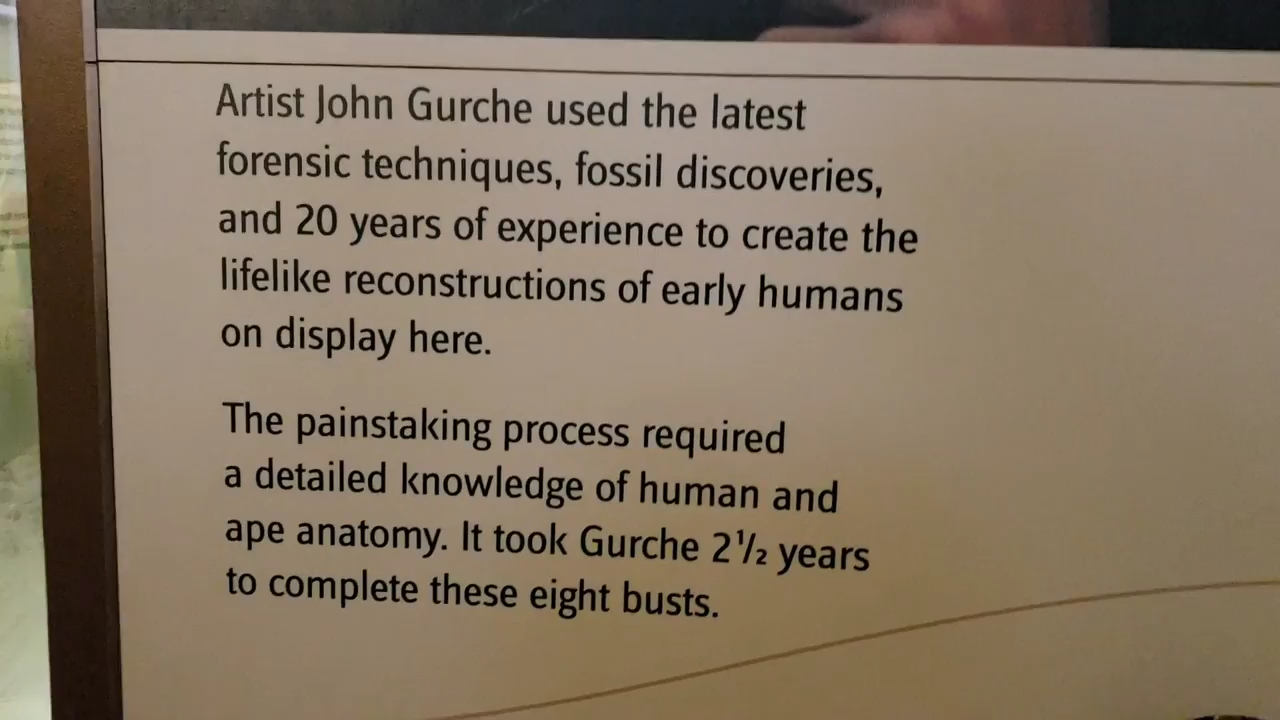 Artist John Gurche used the latest
forensic techniques, fossil discoveries,
and 20 years of experience to create the
lifelike reconstructions of early humans
on display here.
The painstaking process required
a detailed knowledge of human and
ape anatomy. It took Gurche 2½ years
to complete these eight busts.